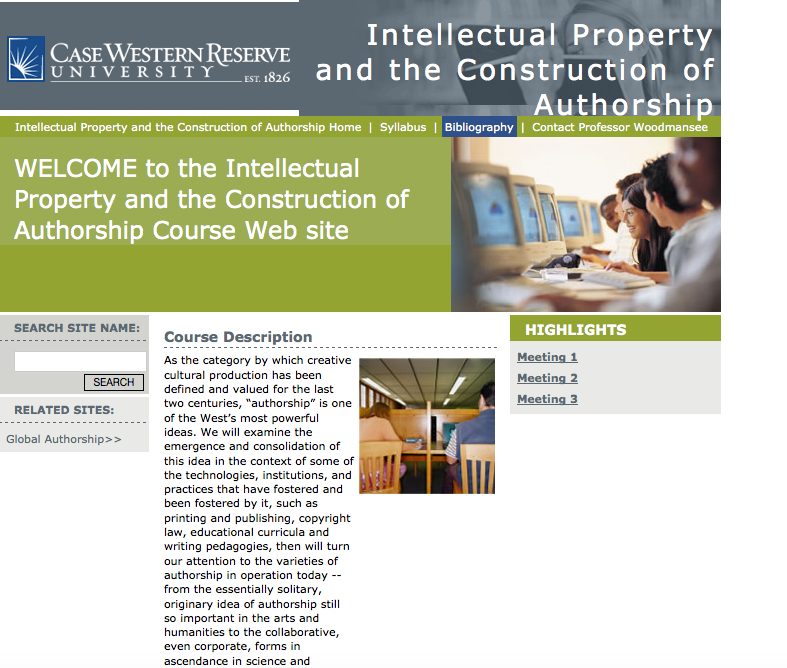 CASE WESTERN RESERVE
UNIVERSITY EST. 1826
Intellectual Property
and the Construction of
Authorship
Intellectual Property and the Construction of Authorship Home | Syllabus | Bibliography | Contact Professor Woodmansee
WELCOME to the Intellectual
Property and the Construction of
Authorship Course Web site
SEARCH SITE NAME:
SEARCH
RELATED SITES:
Global Authorship>>
Course Description
As the category by which creative
cultural production has been
defined and valued for the last
two centuries, “authorship” is one
of the West’s most powerful
ideas. We will examine the
emergence and consolidation of
this idea in the context of some of
the technologies, institutions, and
practices that have fostered and
been fostered by it, such as
printing and publishing, copyright
law, educational curricula and
writing pedagogies, then will turn
our attention to the varieties of
authorship in operation today --
from the essentially solitary,
originary idea of authorship still
so important in the arts and
humanities to the collaborative,
even corporate, forms in
ascendance in science and
HIGHLIGHTS
Meeting 1
Meeting 2
Meeting 3